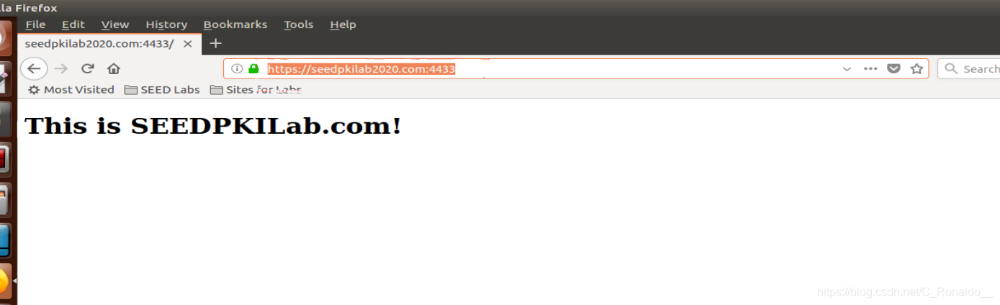 la Firefox
File Edit View History Bookmarks Tools Help
seedpkilab2020.com:4433/
https://seedpkilab2020.com:4433
Search
Most Visited SEED Labs Sites for Labs
This is SEEDPKILab.com!
https://blog.csdn.net/C_Ronaldo__